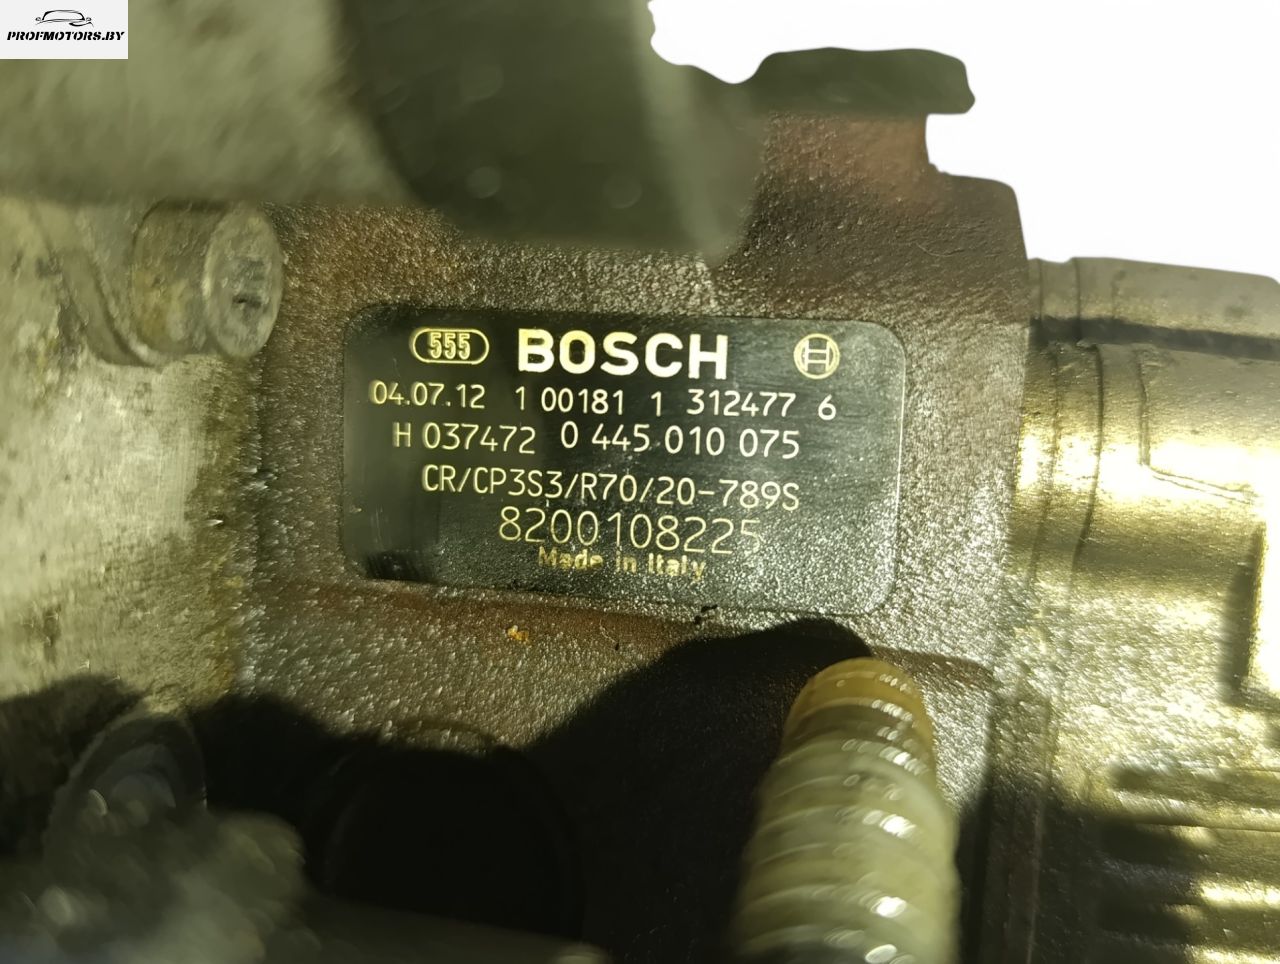 PROFMOTORS.BY
555 BOSCH
04.07.12 1 00181 1 312477 6
H 037472 0 445 010 075
CR/CP3S3/R70/20-789S
8200108225
Made in Italy